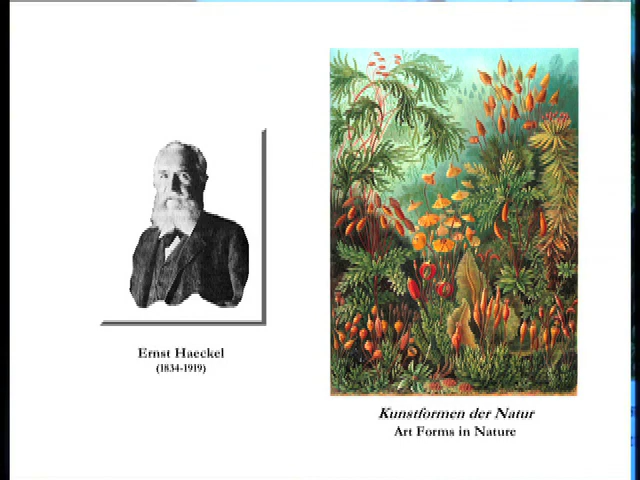 Ernst Haeckel
(1834-1919)
Kunstformen der Natur
Art Forms in Nature